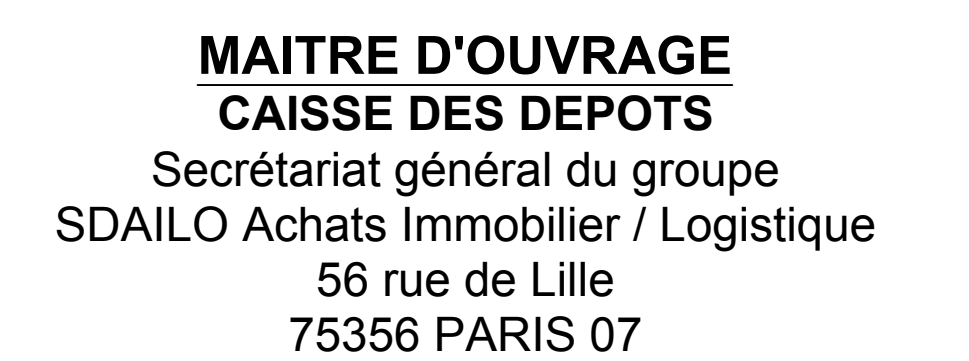 MAITRE D'OUVRAGE
CAISSE DES DEPOTS
Secrétariat général du groupe
SDAILO Achats Immobilier / Logistique
56 rue de Lille
75356 PARIS 07